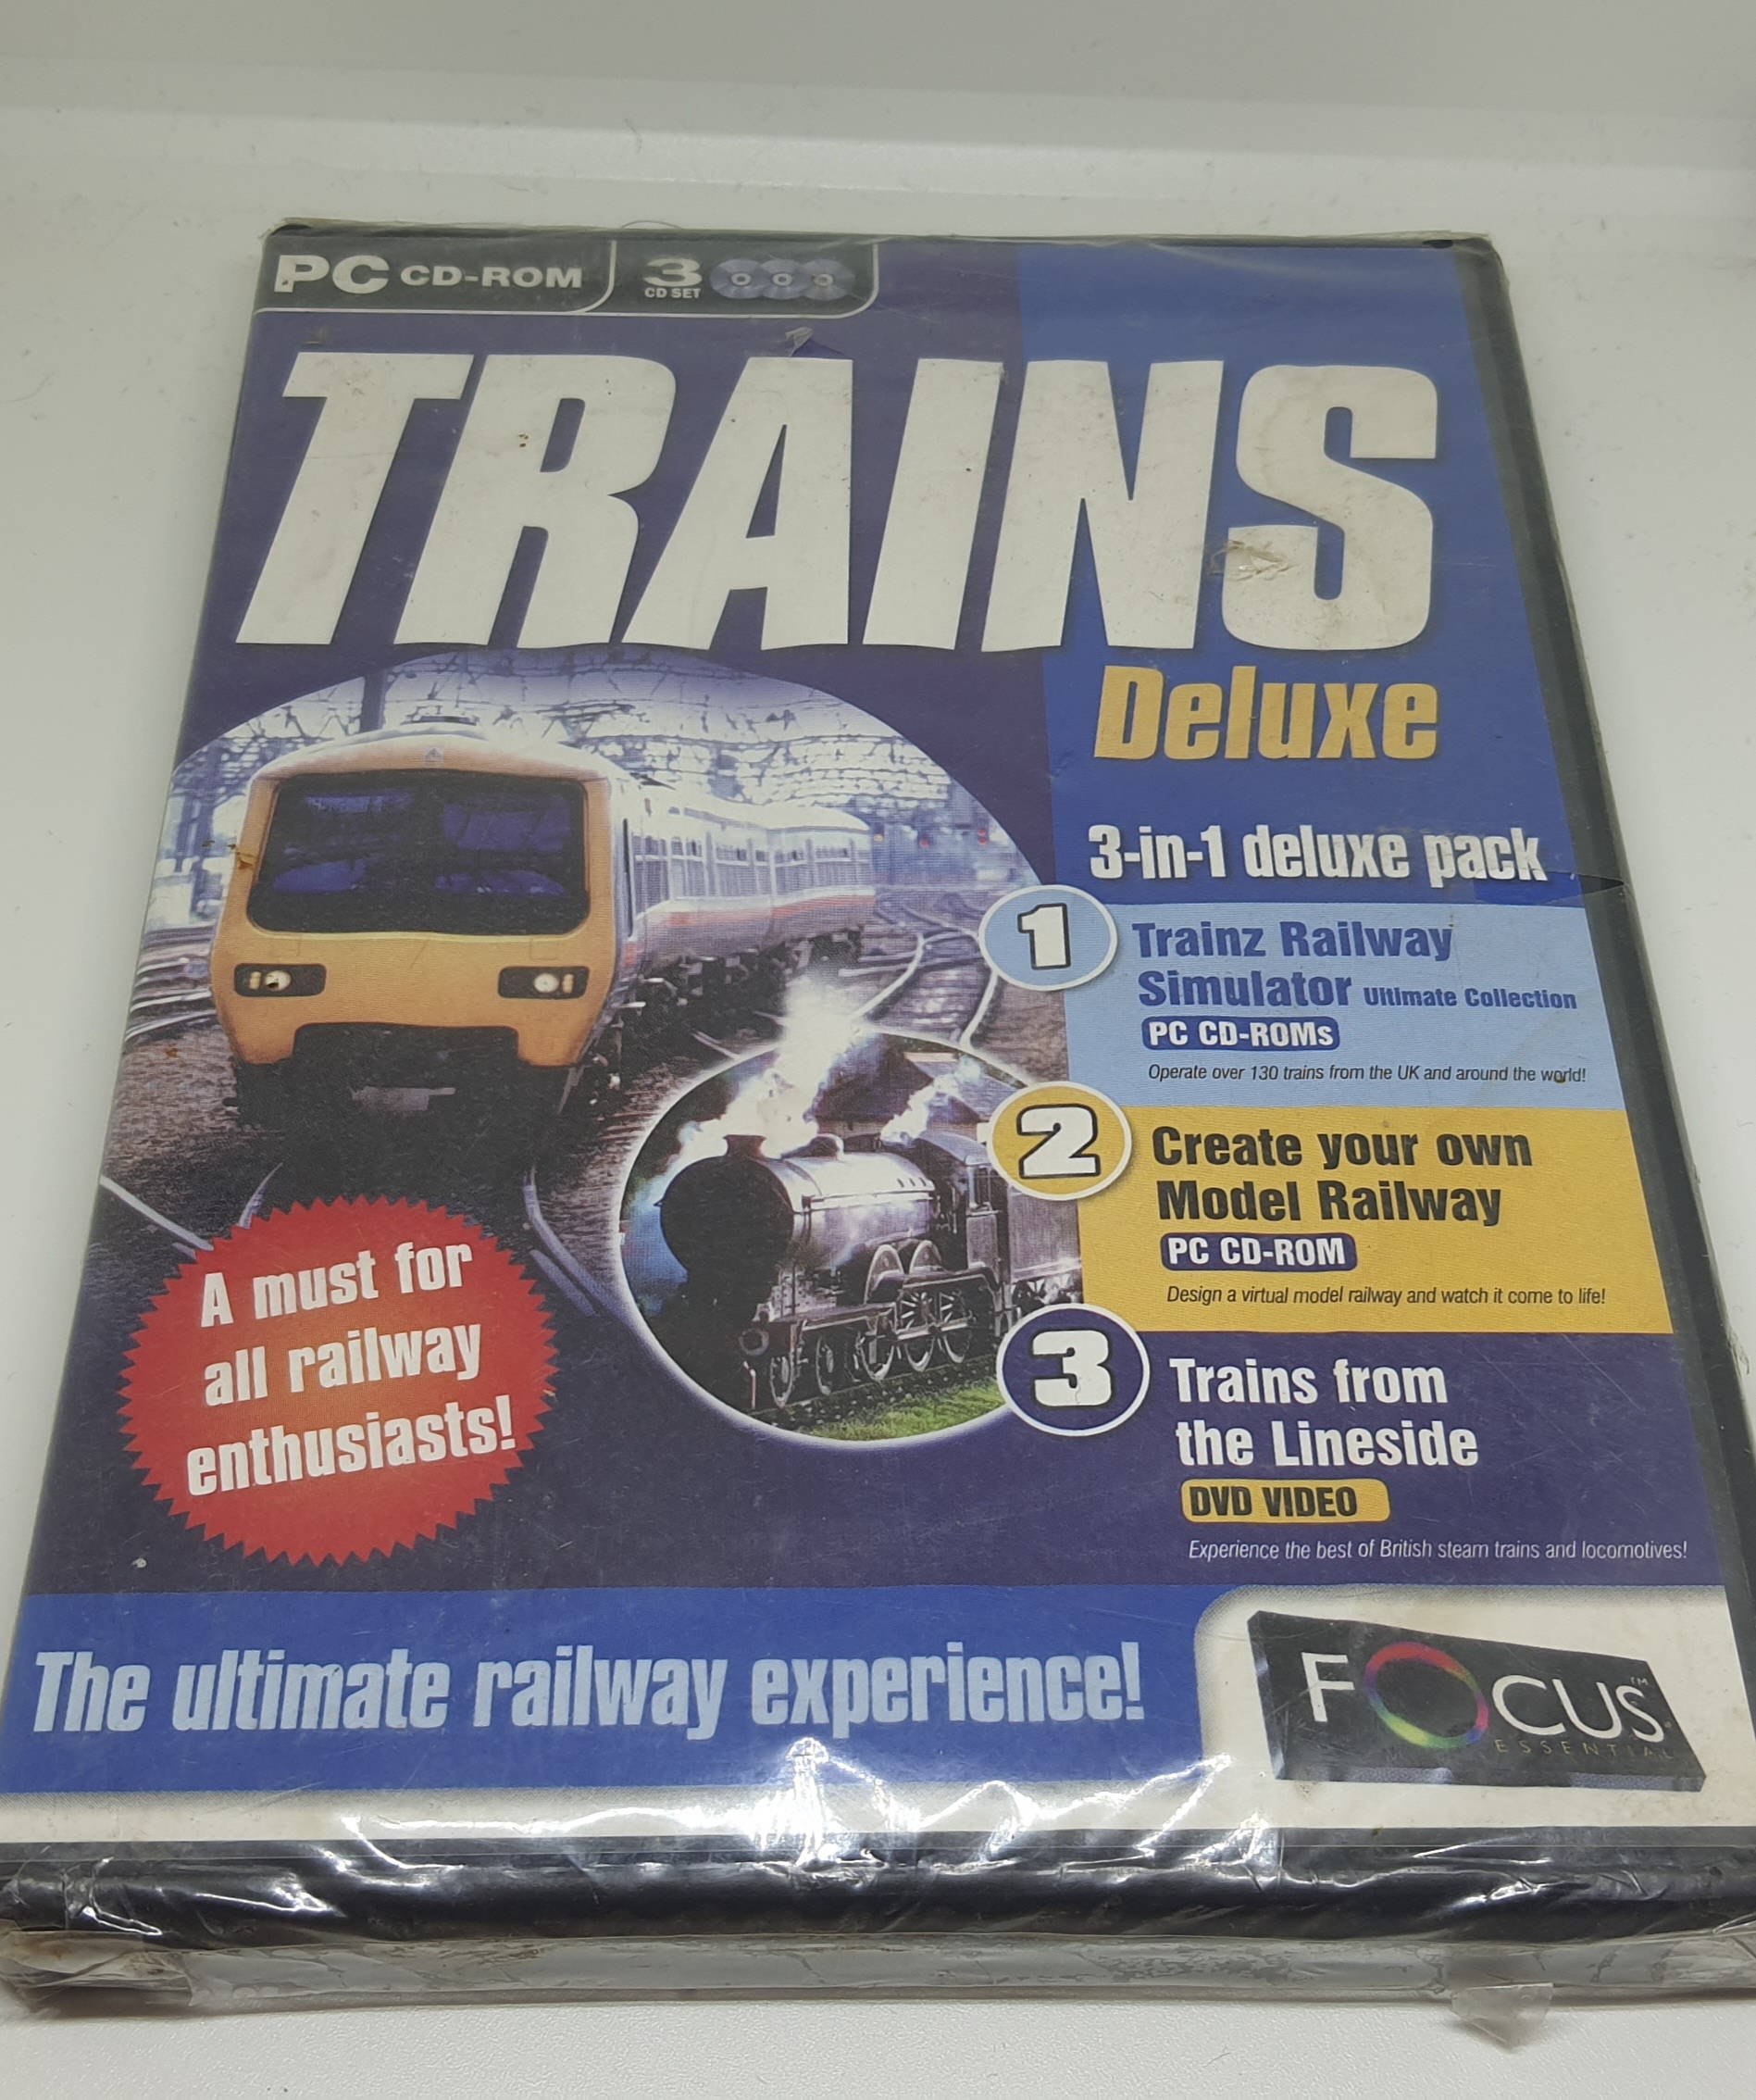 PC CD-ROM
3
CD SET
TRAINS
Deluxe
3-in-1 deluxe pack
1
Trainz Railway
Simulator Ultimate Collection
PC CD-ROMs
Operate over 130 trains from the UK and around the world!
2
Create your own
Model Railway
PC CD-ROM
Design a virtual model railway and watch it come to life!
3
Trains from
the Lineside
DVD VIDEO
Experience the best of British steam trains and locomotives!
A must for
all railway
enthusiasts!
The ultimate railway experience!
FOCUS™
ESSENTIAL